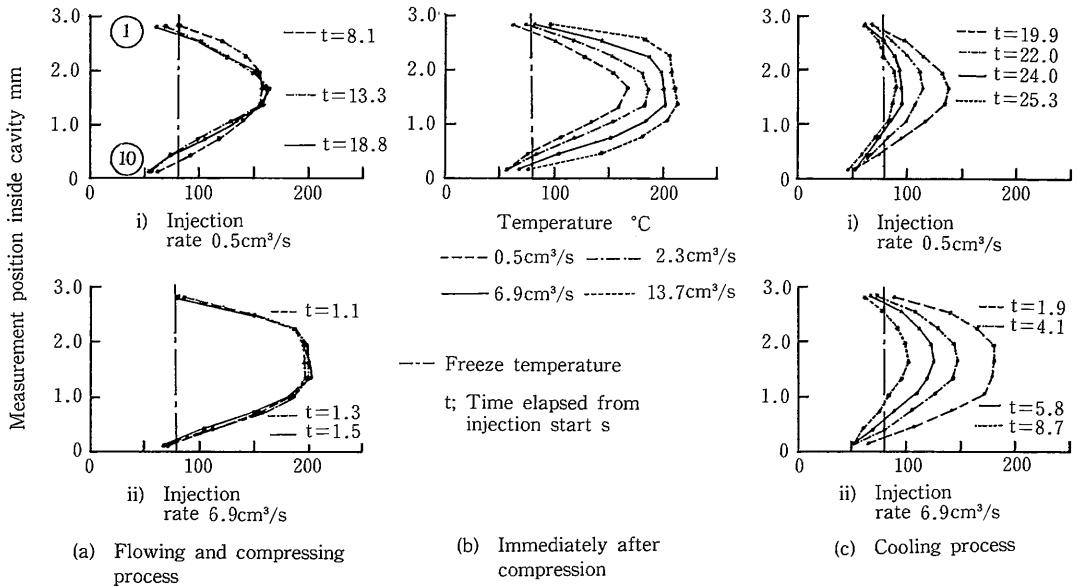 Measurement position inside cavity mm
3.0
2.0
1.0
0
0
100
200
1
10
t=8.1
t=13.3
t=18.8
i) Injection
rate 0.5cm³/s
3.0
2.0
1.0
0
0
100
200
t=1.1
t=1.3
t=1.5
ii) Injection
rate 6.9cm³/s
(a) Flowing and compressing
process
3.0
2.0
1.0
0
0
100
200
Temperature °C
0.5cm³/s
2.3cm³/s
6.9cm³/s
13.7cm³/s
Freeze temperature
t; Time elapsed from
injection start s
(b) Immediately after
compression
3.0
2.0
1.0
0
0
100
200
t=19.9
t=22.0
t=24.0
t=25.3
i) Injection
rate 0.5cm³/s
3.0
2.0
1.0
0
0
100
200
t=1.9
t=4.1
t=5.8
t=8.7
ii) Injection
rate 6.9cm³/s
(c) Cooling process